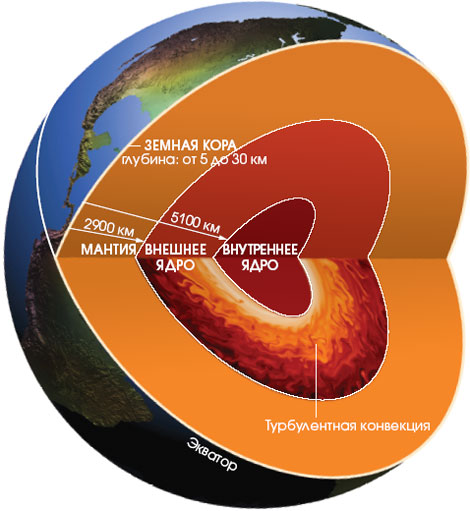 ЗЕМНАЯ КОРА
глубина: от 5 до 30 км
5100 км
2900 км
МАНТИЯ
ВНЕШНЕЕ
ЯДРО
ВНУТРЕННЕЕ
ЯДРО
Турбулентная конвекция
Экватор